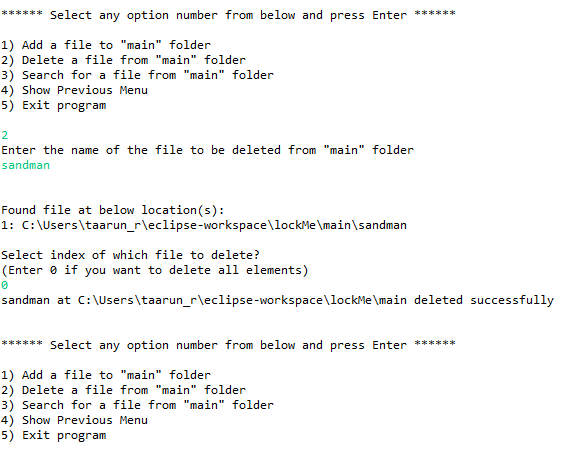 ****** Select any option number from below and press Enter ******
1) Add a file to "main" folder
2) Delete a file from "main" folder
3) Search for a file from "main" folder
4) Show Previous Menu
5) Exit program
2
Enter the name of the file to be deleted from "main" folder
sandman
Found file at below location(s):
1: C:\Users\taarun_r\eclipse-workspace\lockMe\main\sandman
Select index of which file to delete?
(Enter 0 if you want to delete all elements)
0
sandman at C:\Users\taarun_r\eclipse-workspace\lockMe\main deleted successfully
****** Select any option number from below and press Enter ******
1) Add a file to "main" folder
2) Delete a file from "main" folder
3) Search for a file from "main" folder
4) Show Previous Menu
5) Exit program